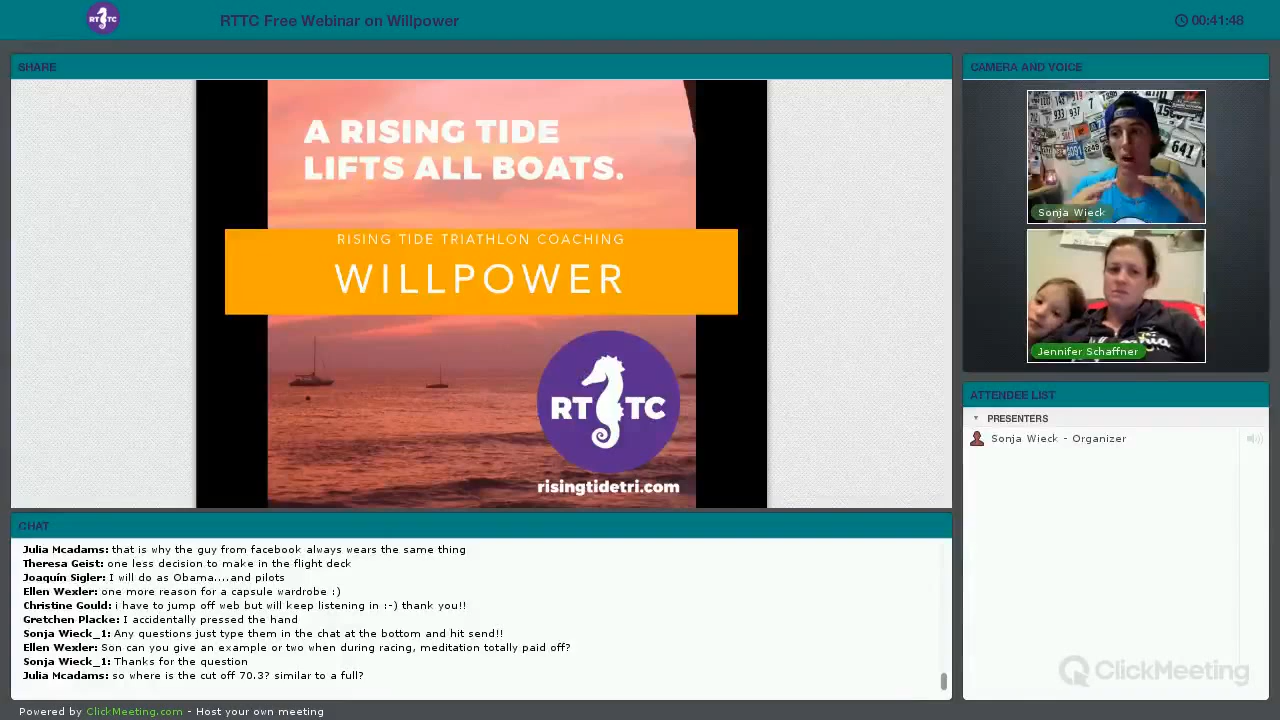 RTTC
RTTC Free Webinar on Willpower
00:41:48
SHARE
A RISING TIDE
LIFTS ALL BOATS.
RISING TIDE TRIATHLON COACHING
WILLPOWER
RT TC
risingtidetri.com
CAMERA AND VOICE
641
Sonja Wieck
Jennifer Schaffner
ATTENDEE LIST
PRESENTERS
Sonja Wieck - Organizer
CHAT
Julia Mcadams: that is why the guy from facebook always wears the same thing
Theresa Geist: one less decision to make in the flight deck
Joaquín Sigler: I will do as Obama....and pilots
Ellen Wexler: one more reason for a capsule wardrobe :)
Christine Gould: i have to jump off web but will keep listening in :-) thank you!!
Gretchen Placke: I accidentally pressed the hand
Sonja Wieck_1: Any questions just type them in the chat at the bottom and hit send!!
Ellen Wexler: Son can you give an example or two when during racing, meditation totally paid off?
Sonja Wieck_1: Thanks for the question
Julia Mcadams: so where is the cut off 70.3? similar to a full?
ClickMeeting
Powered by ClickMeeting.com - Host your own meeting